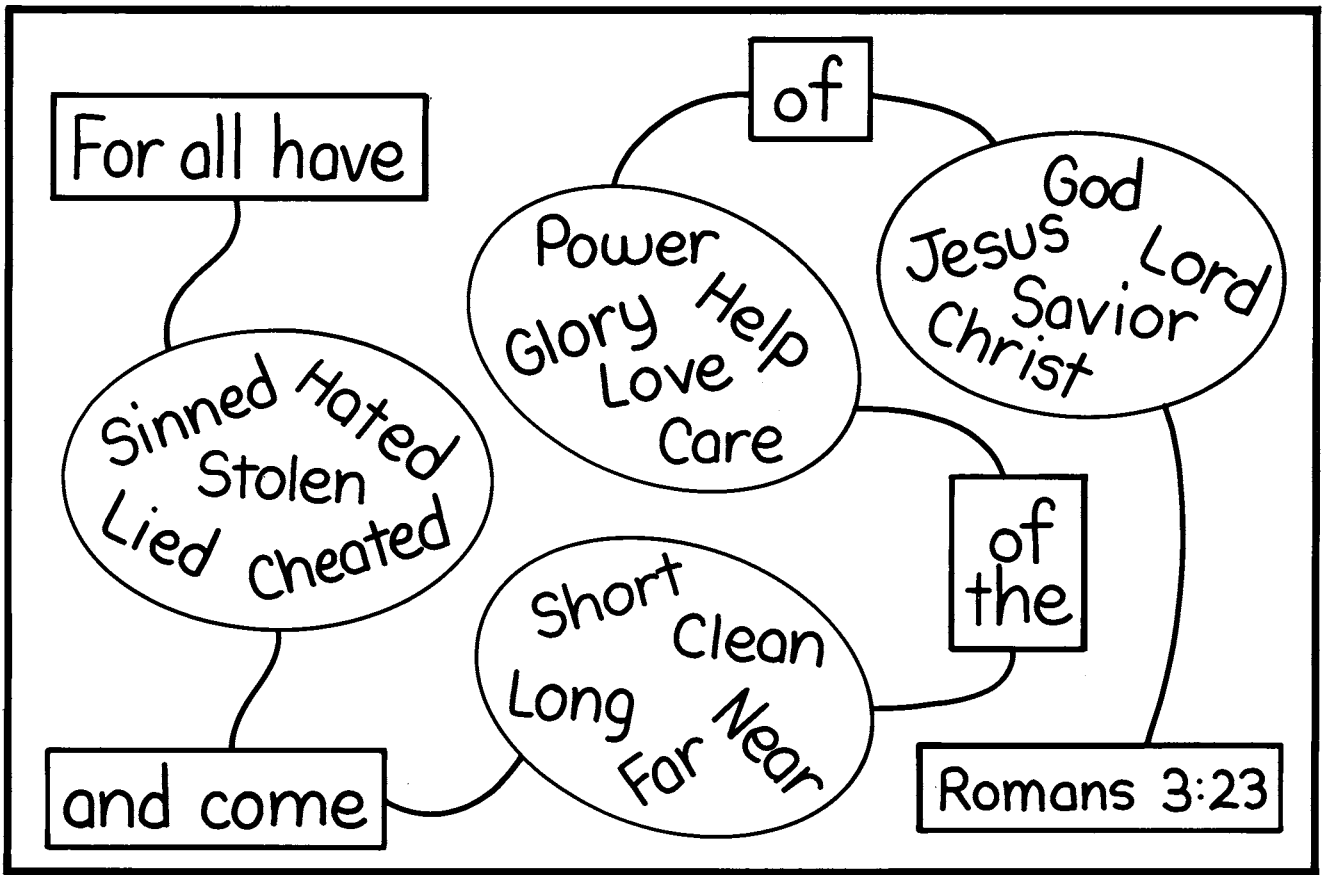 For all have
Sinned Hated
Stolen
Lied Cheated
and come
Short
Clean
Long
Near
Far
of
the
Power
Help
Glory
Love
Care
of
God
Jesus
Lord
Savior
Christ
Romans 3:23